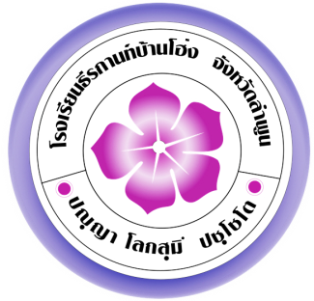 โรงเรียนธีรกานท์บ้านโฮ่ง จังหวัดลำพูน
ปญฺญา โลกสฺมิ ปชฺโชโต